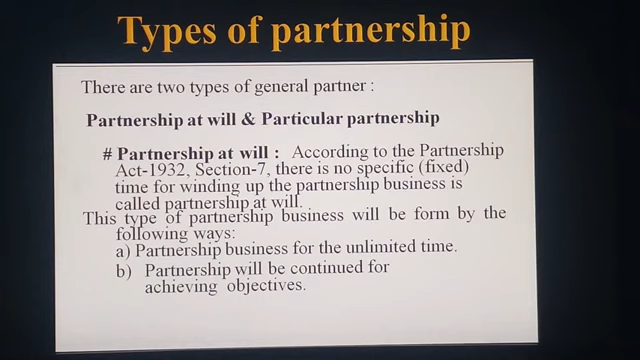 Types of partnership
There are two types of general partner :
Partnership at will & Particular partnership
# Partnership at will : According to the Partnership
Act-1932, Section-7, there is no specific (fixed)
time for winding up the partnership business is
called partnership at will.
This type of partnership business will be form by the
following ways:
a) Partnership business for the unlimited time.
b) Partnership will be continued for
achieving objectives.